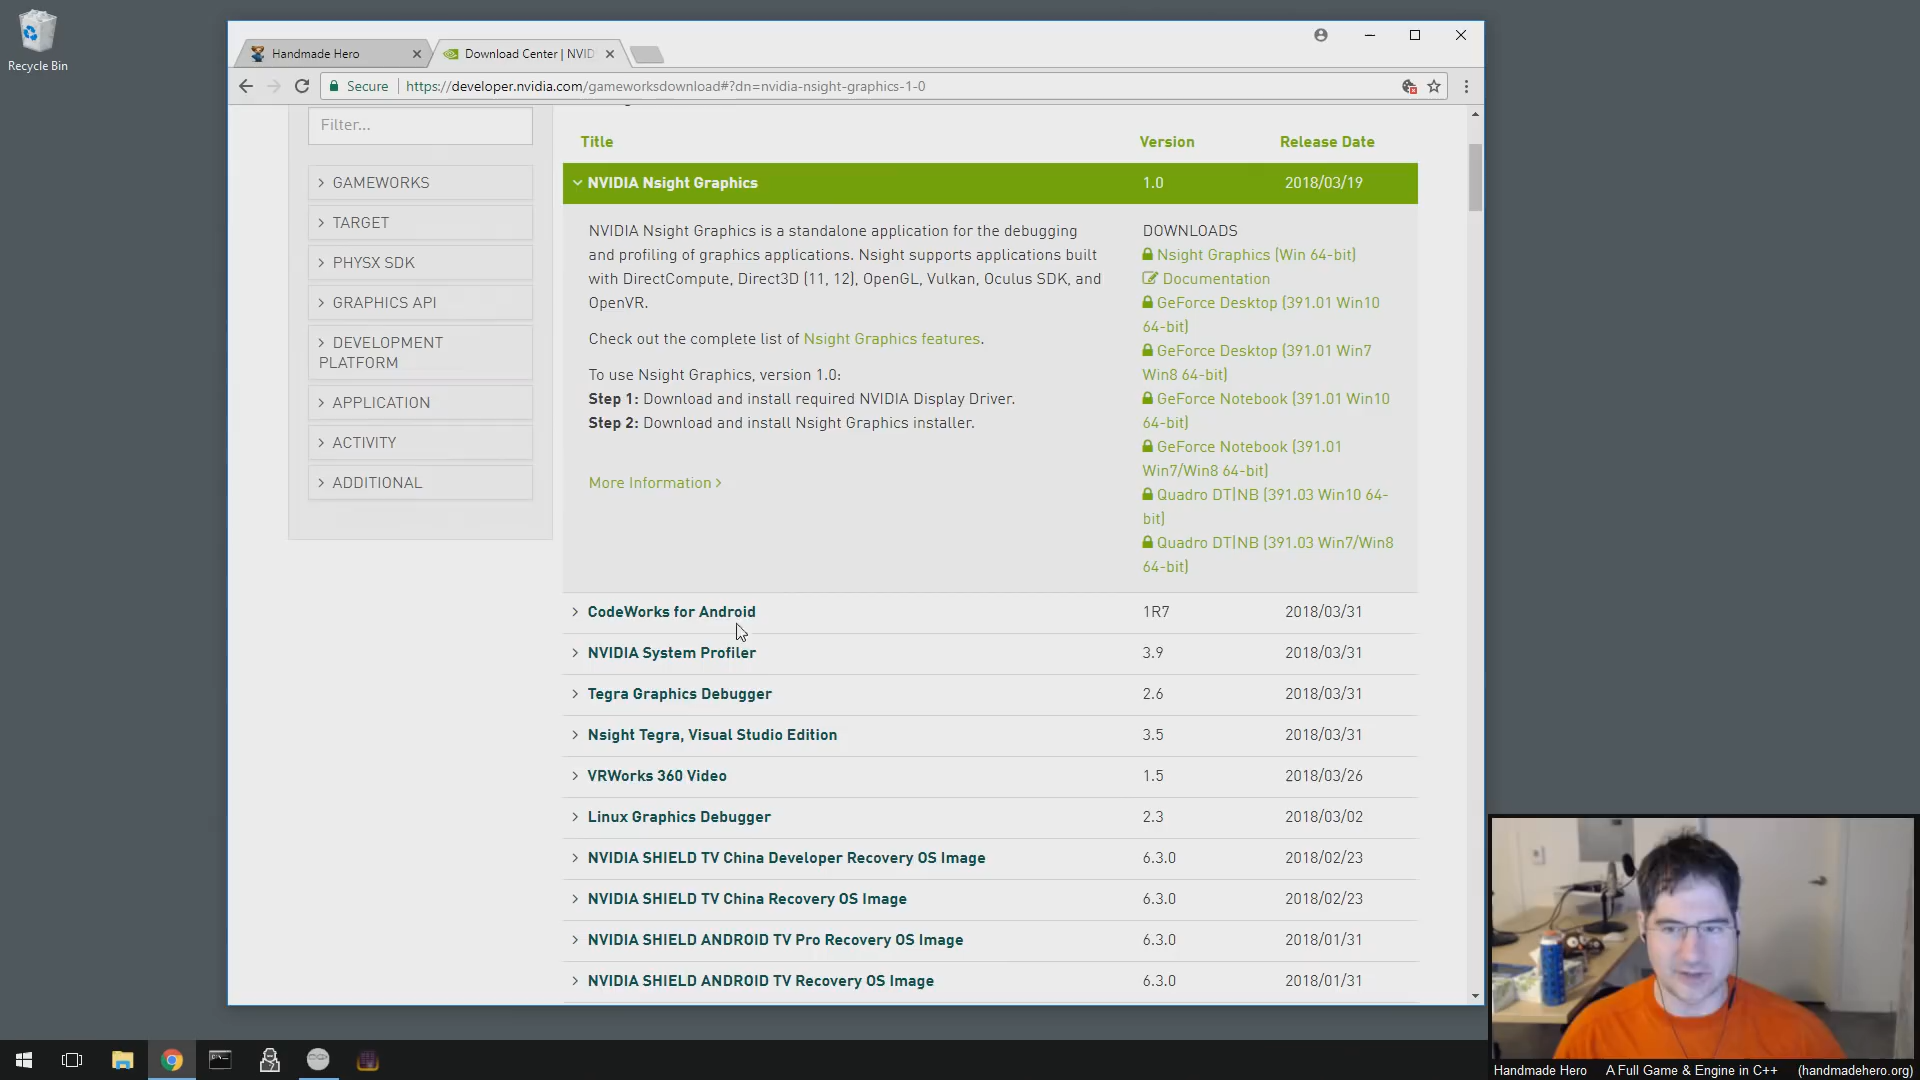 Recycle Bin
Handmade Hero
Download Center | NVID
Secure
https://developer.nvidia.com/gameworksdownload#?dn=nvidia-nsight-graphics-1-0
Filter...
GAMEWORKS
TARGET
PHYSX SDK
GRAPHICS API
DEVELOPMENT
PLATFORM
APPLICATION
ACTIVITY
ADDITIONAL
Title Version Release Date
NVIDIA Nsight Graphics 1.0 2018/03/19
NVIDIA Nsight Graphics is a standalone application for the debugging
and profiling of graphics applications. Nsight supports applications built
with DirectCompute, Direct3D (11, 12), OpenGL, Vulkan, Oculus SDK, and
OpenVR.
Check out the complete list of Nsight Graphics features.
To use Nsight Graphics, version 1.0:
Step 1: Download and install required NVIDIA Display Driver.
Step 2: Download and install Nsight Graphics installer.
More Information >
DOWNLOADS
Nsight Graphics (Win 64-bit)
Documentation
GeForce Desktop (391.01 Win10
64-bit)
GeForce Desktop (391.01 Win7
Win8 64-bit)
GeForce Notebook (391.01 Win10
64-bit)
GeForce Notebook (391.01
Win7/Win8 64-bit)
Quadro DT|NB (391.03 Win10 64-
bit)
Quadro DT|NB (391.03 Win7/Win8
64-bit)
CodeWorks for Android 1R7 2018/03/31
NVIDIA System Profiler 3.9 2018/03/31
Tegra Graphics Debugger 2.6 2018/03/31
Nsight Tegra, Visual Studio Edition 3.5 2018/03/31
VRWorks 360 Video 1.5 2018/03/26
Linux Graphics Debugger 2.3 2018/03/02
NVIDIA SHIELD TV China Developer Recovery OS Image 6.3.0 2018/02/23
NVIDIA SHIELD TV China Recovery OS Image 6.3.0 2018/02/23
NVIDIA SHIELD ANDROID TV Pro Recovery OS Image 6.3.0 2018/01/31
NVIDIA SHIELD ANDROID TV Recovery OS Image 6.3.0 2018/01/31
Handmade Hero A Full Game & Engine in C++ (handmadehero.org)